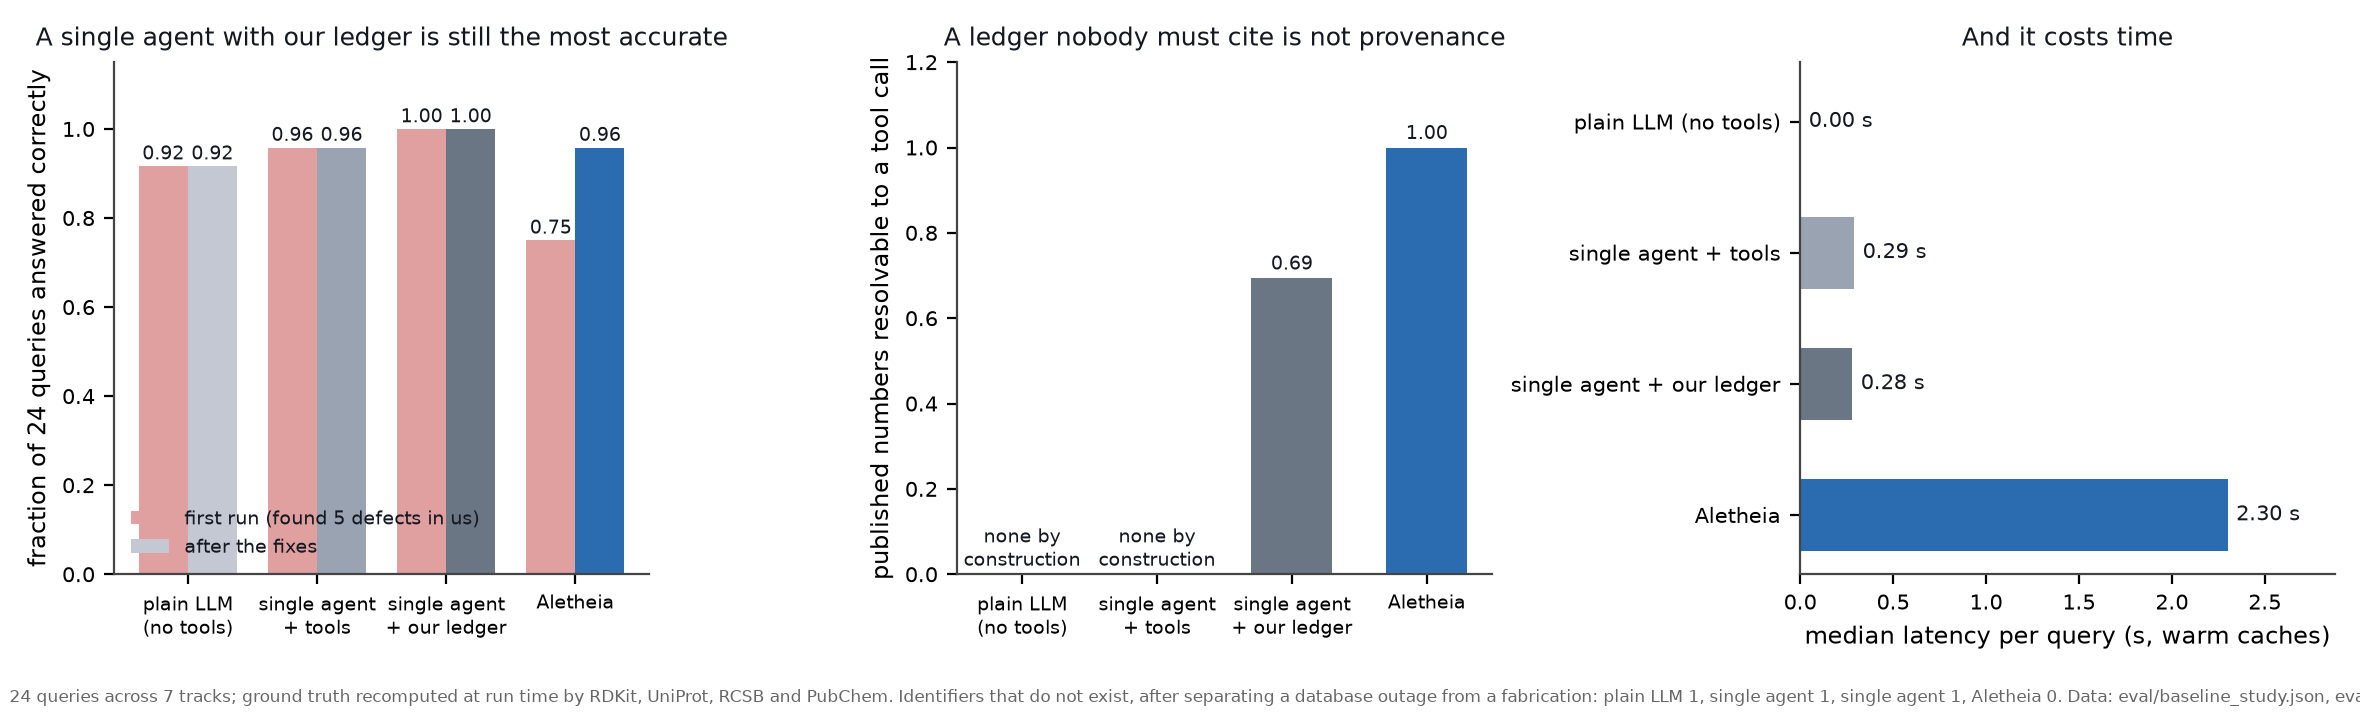 A single agent with our ledger is still the most accurate
fraction of 24 queries answered correctly
1.0
0.8
0.6
0.4
0.2
0.0
0.92 0.92
0.96 0.96
1.00 1.00
0.75
0.96
first run (found 5 defects in us)
after the fixes
plain LLM
(no tools)
single agent
+ tools
single agent
+ our ledger
Aletheia
A ledger nobody must cite is not provenance
published numbers resolvable to a tool call
1.2
1.0
0.8
0.6
0.4
0.2
0.0
none by
construction
none by
construction
0.69
1.00
plain LLM
(no tools)
single agent
+ tools
single agent
+ our ledger
Aletheia
And it costs time
plain LLM (no tools)
0.00 s
single agent + tools
0.29 s
single agent + our ledger
0.28 s
Aletheia
2.30 s
0.0
0.5
1.0
1.5
2.0
2.5
median latency per query (s, warm caches)
24 queries across 7 tracks; ground truth recomputed at run time by RDKit, UniProt, RCSB and PubChem. Identifiers that do not exist, after separating a database outage from a fabrication: plain LLM 1, single agent 1, single agent 1, Aletheia 0. Data: eval/baseline_study.json, eva